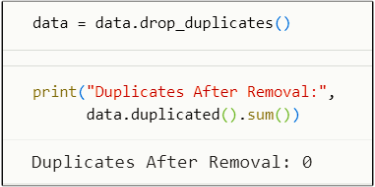 data = data.drop_duplicates()
print("Duplicates After Removal:",
data.duplicated().sum())
Duplicates After Removal: 0